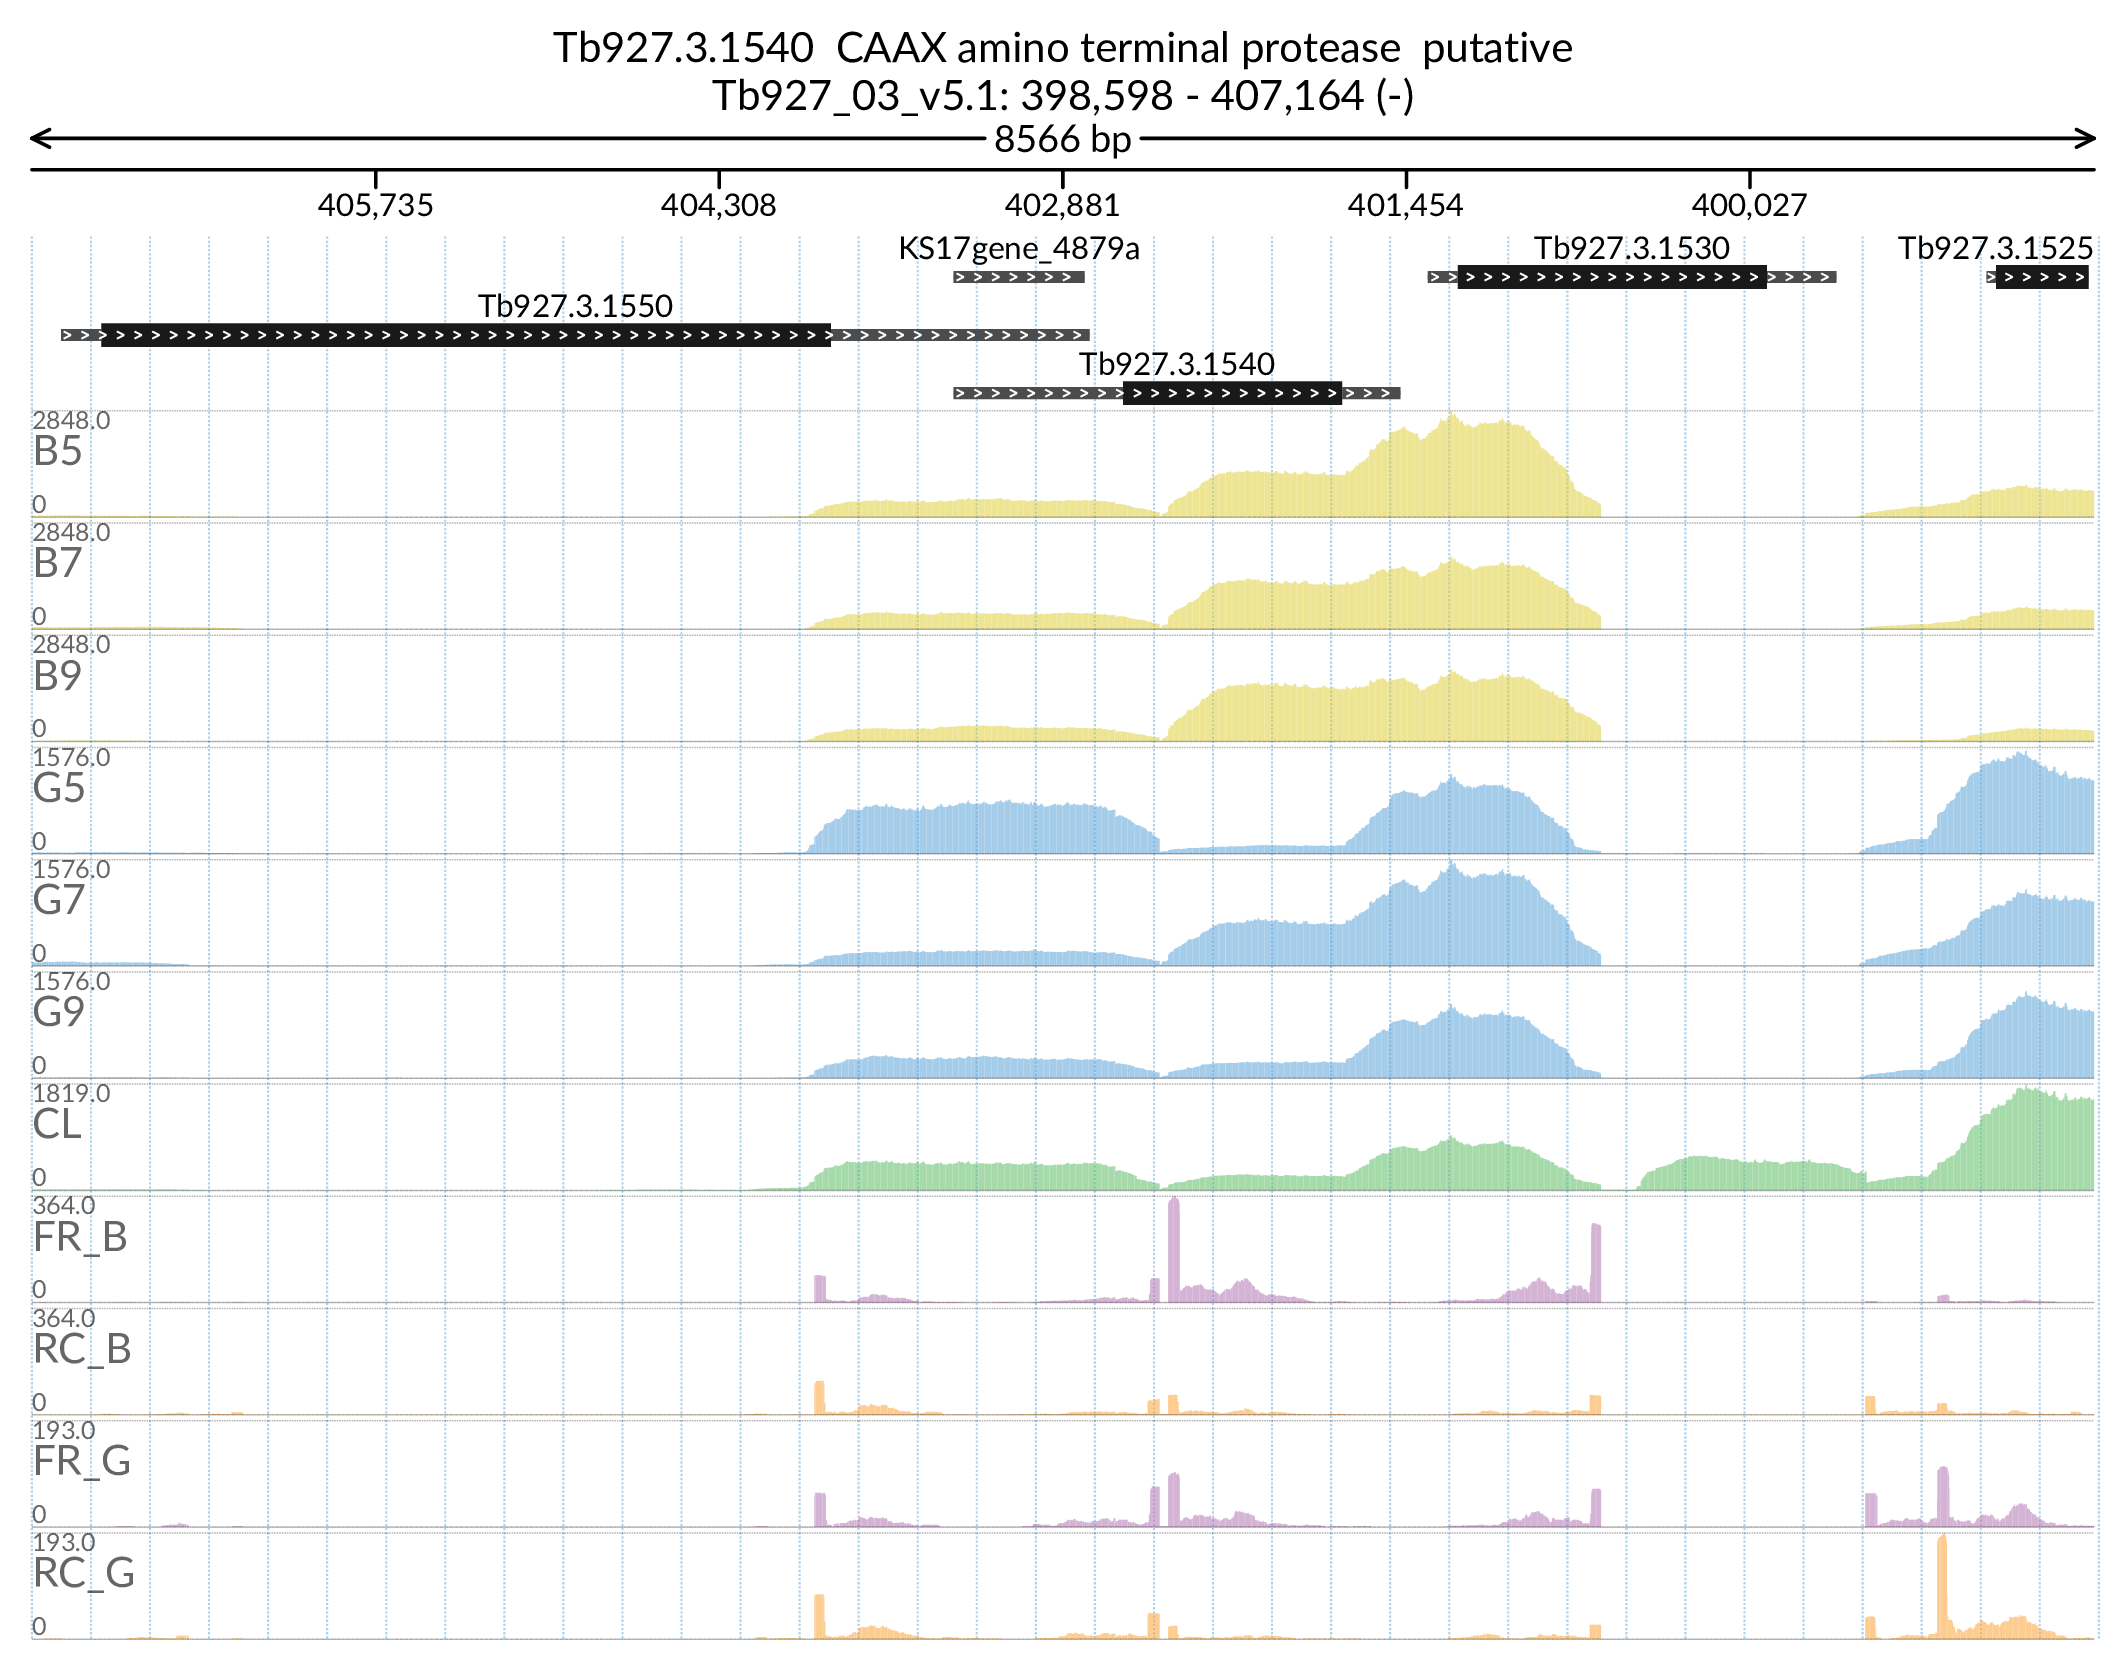 Tb927.3.1540  CAAX amino terminal protease  putative
Tb927_03_v5.1: 398,598 - 407,164 (-)
8566 bp
405,735 404,308 402,881 401,454 400,027
KS17gene_4879a Tb927.3.1530 Tb927.3.1525
Tb927.3.1550
Tb927.3.1540
2848.0
B5
0
2848.0
B7
0
2848.0
B9
0
1576.0
G5
0
1576.0
G7
0
1576.0
G9
0
1819.0
CL
0
364.0
FR_B
0
364.0
RC_B
0
193.0
FR_G
0
193.0
RC_G
0